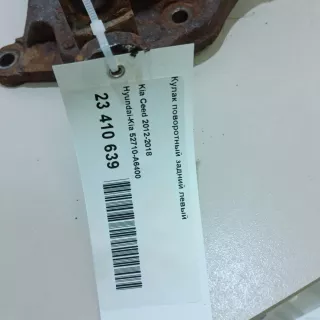 Кулак поворотный задний левый
Kia Ceed 2012-2018
Hyundai-Kia 52710-A6400
23 410 639